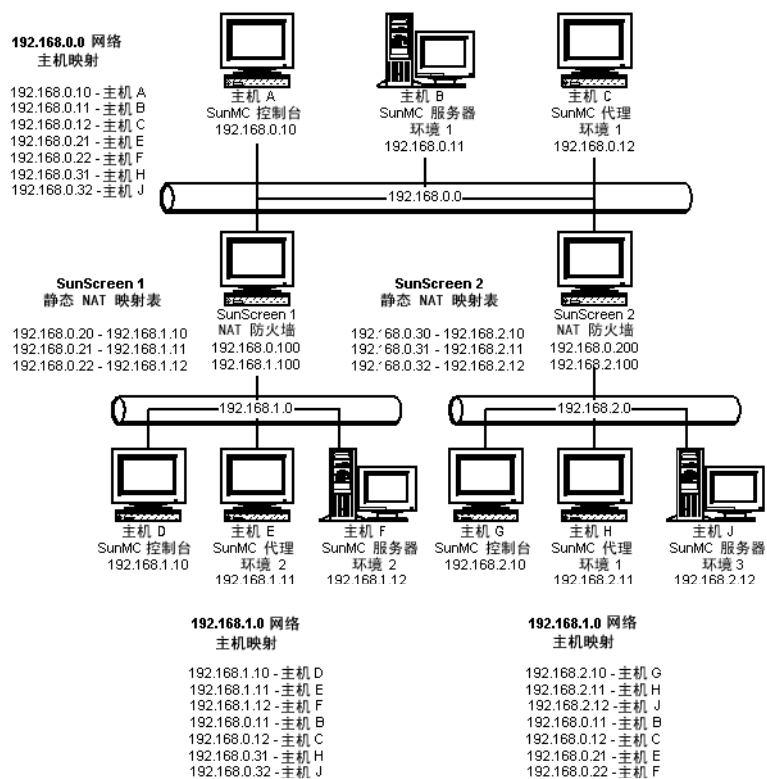 192.168.0.0 网络
主机映射
192.168.0.10 - 主机 A
192.168.0.11 - 主机 B
192.168.0.12 - 主机 C
192.168.0.21 - 主机 E
192.168.0.22 - 主机 F
192.168.0.31 - 主机 H
192.168.0.32 - 主机 J
主机 A
SunMC 控制台
192.168.0.10
主机 B
SunMC 服务器
环境 1
192.168.0.11
主机 C
SunMC 代理
环境 1
192.168.0.12
192.168.0.0
SunScreen 1
静态 NAT 映射表
192.168.0.20 - 192.168.1.10
192.168.0.21 - 192.168.1.11
192.168.0.22 - 192.168.1.12
SunScreen 1
NAT 防火墙
192.168.0.100
192.168.1.100
SunScreen 2
静态 NAT 映射表
192.168.0.30 - 192.168.2.10
192.168.0.31 - 192.168.2.11
192.168.0.32 - 192.168.2.12
SunScreen 2
NAT 防火墙
192.168.0.200
192.168.2.100
192.168.1.0
192.168.2.0
主机 D
SunMC 控制台
192.168.1.10
主机 E
SunMC 代理
环境 2
192.168.1.11
主机 F
SunMC 服务器
环境 2
192.168.1.12
主机 G
SunMC 控制台
192.168.2.10
主机 H
SunMC 代理
环境 1
192.168.2.11
主机 J
SunMC 服务器
环境 3
192.168.2.12
192.168.1.0 网络
主机映射
192.168.1.10 - 主机 D
192.168.1.11 - 主机 E
192.168.1.12 - 主机 F
192.168.0.11 - 主机 B
192.168.0.12 - 主机 C
192.168.0.31 - 主机 H
192.168.0.32 - 主机 J
192.168.1.0 网络
主机映射
192.168.2.10 - 主机 G
192.168.2.11 - 主机 H
192.168.2.12 - 主机 J
192.168.0.11 - 主机 B
192.168.0.12 - 主机 C
192.168.0.21 - 主机 E
192.168.0.22 - 主机 F